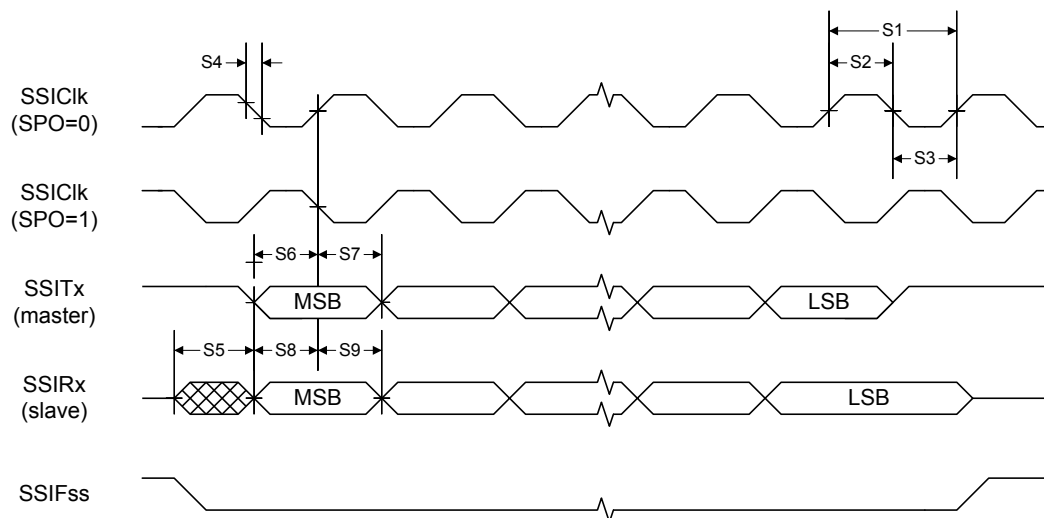 S1
S4
S2
SSIClk
(SPO=0)
S3
SSIClk
(SPO=1)
S6 S7
SSITx
(master)
MSB LSB
S5 S8 S9
SSIRx
(slave)
MSB LSB
SSIFss